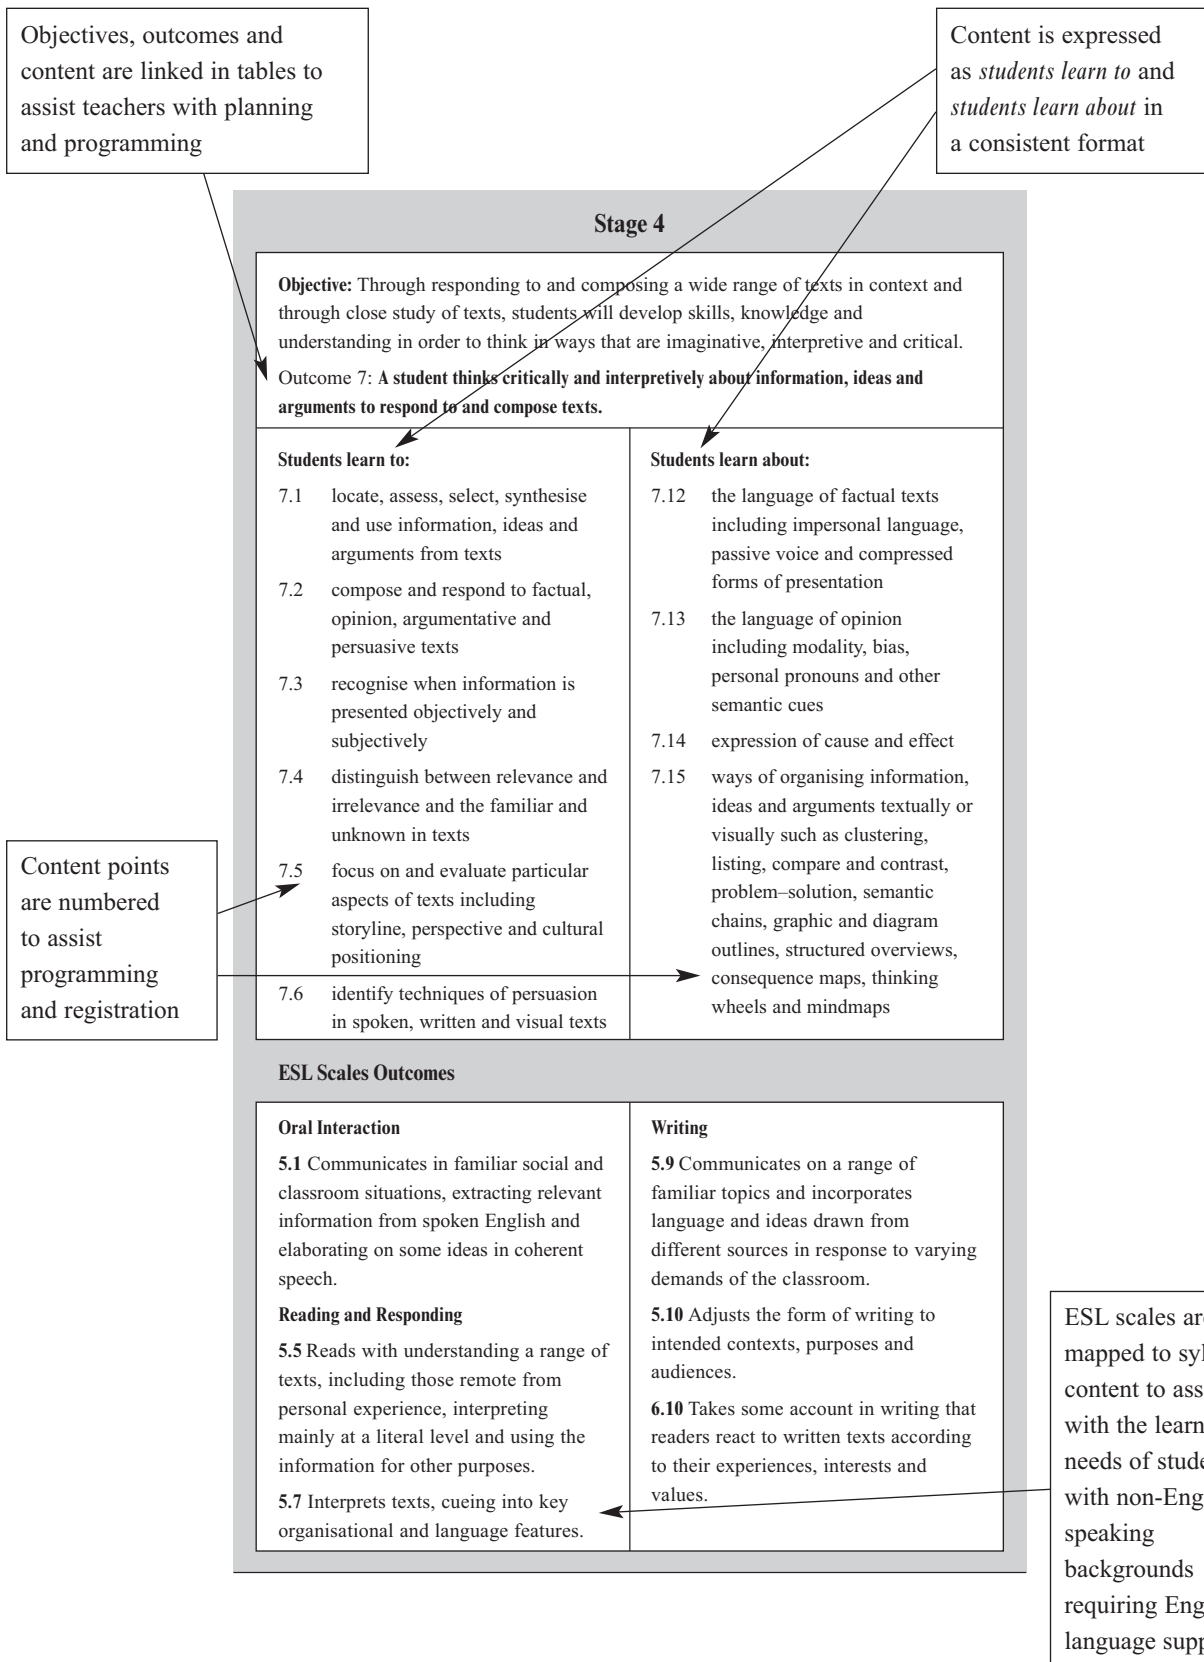 Objectives, outcomes and
content are linked in tables to
assist teachers with planning
and programming
Content is expressed
as students learn to and
students learn about in
a consistent format
Stage 4
Objective: Through responding to and composing a wide range of texts in context and
through close study of texts, students will develop skills, knowledge and
understanding in order to think in ways that are imaginative, interpretive and critical.
Outcome 7: A student thinks critically and interpretively about information, ideas and
arguments to respond to and compose texts.
Students learn to:
7.1 locate, assess, select, synthesise
and use information, ideas and
arguments from texts
7.2 compose and respond to factual,
opinion, argumentative and
persuasive texts
7.3 recognise when information is
presented objectively and
subjectively
7.4 distinguish between relevance and
irrelevance and the familiar and
unknown in texts
7.5 focus on and evaluate particular
aspects of texts including
storyline, perspective and cultural
positioning
7.6 identify techniques of persuasion
in spoken, written and visual texts
Students learn about:
7.12 the language of factual texts
including impersonal language,
passive voice and compressed
forms of presentation
7.13 the language of opinion
including modality, bias,
personal pronouns and other
semantic cues
7.14 expression of cause and effect
7.15 ways of organising information,
ideas and arguments textually or
visually such as clustering,
listing, compare and contrast,
problem–solution, semantic
chains, graphic and diagram
outlines, structured overviews,
consequence maps, thinking
wheels and mindmaps
Content points
are numbered
to assist
programming
and registration
ESL Scales Outcomes
Oral Interaction
5.1 Communicates in familiar social and
classroom situations, extracting relevant
information from spoken English and
elaborating on some ideas in coherent
speech.
Reading and Responding
5.5 Reads with understanding a range of
texts, including those remote from
personal experience, interpreting
mainly at a literal level and using the
information for other purposes.
5.7 Interprets texts, cueing into key
organisational and language features.
Writing
5.9 Communicates on a range of
familiar topics and incorporates
language and ideas drawn from
different sources in response to varying
demands of the classroom.
5.10 Adjusts the form of writing to
intended contexts, purposes and
audiences.
6.10 Takes some account in writing that
readers react to written texts according
to their experiences, interests and
values.
ESL scales
mapped to
content to
with the
needs of
with
speaking
backgrounds
requiring
language